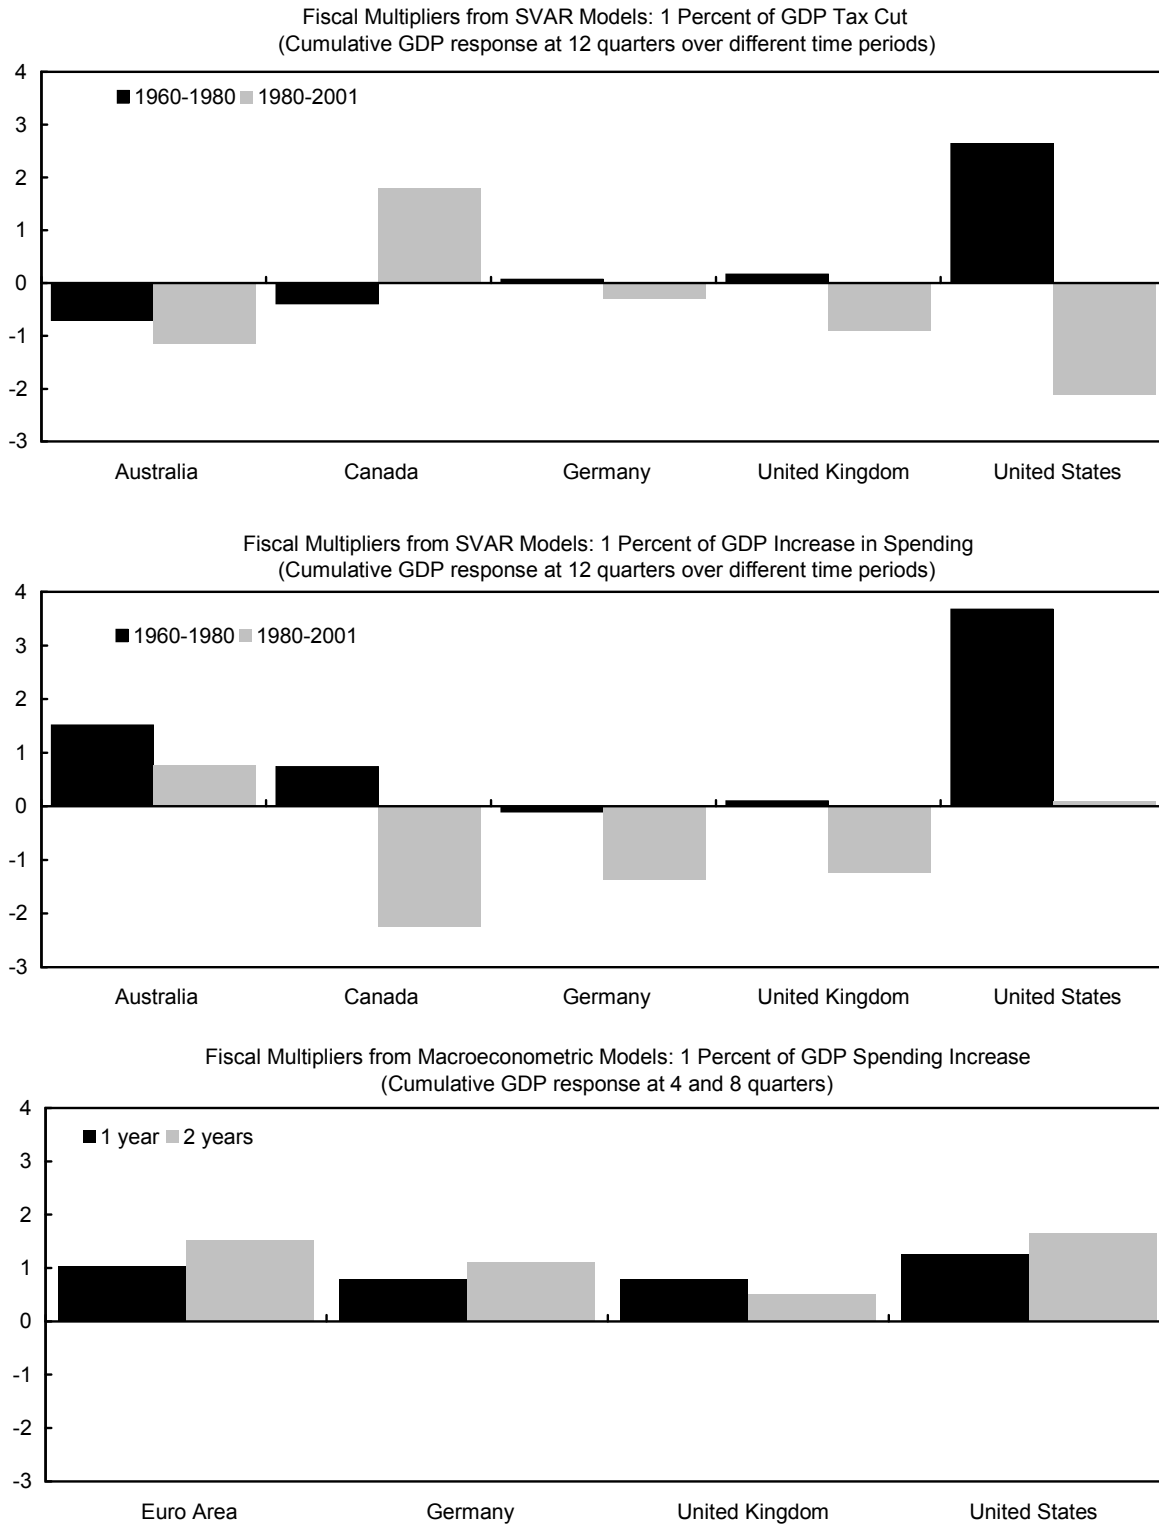 Fiscal Multipliers from SVAR Models: 1 Percent of GDP Tax Cut
(Cumulative GDP response at 12 quarters over different time periods)
4
1960-1980 1980-2001
3
2
1
0
-1
-2
-3
Australia Canada Germany United Kingdom United States
Fiscal Multipliers from SVAR Models: 1 Percent of GDP Increase in Spending
(Cumulative GDP response at 12 quarters over different time periods)
4
1960-1980 1980-2001
3
2
1
0
-1
-2
-3
Australia Canada Germany United Kingdom United States
Fiscal Multipliers from Macroeconometric Models: 1 Percent of GDP Spending Increase
(Cumulative GDP response at 4 and 8 quarters)
4
1 year 2 years
3
2
1
0
-1
-2
-3
Euro Area Germany United Kingdom United States